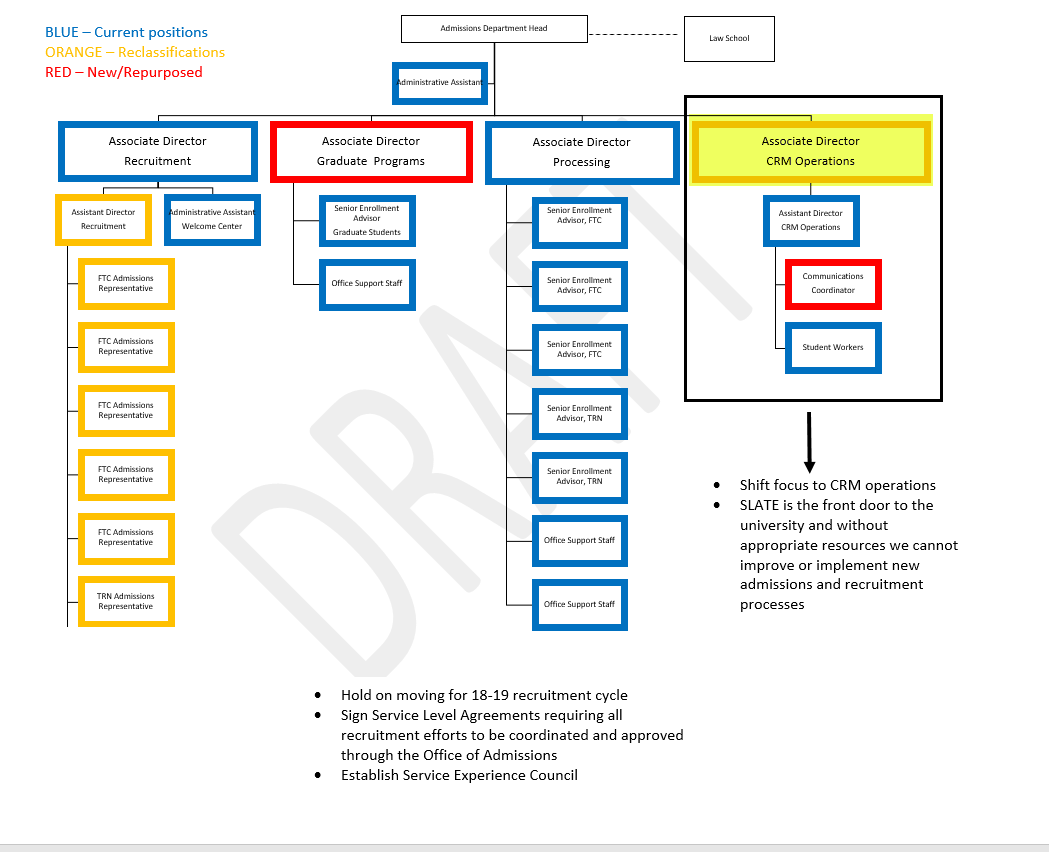 BLUE – Current positions
ORANGE – Reclassifications
RED – New/Repurposed
Admissions Department Head
Law School
Administrative Assistant
Associate Director
Recruitment
Associate Director
Graduate Programs
Associate Director
Processing
Associate Director
CRM Operations
Assistant Director
Recruitment
Administrative Assistant
Welcome Center
FTC Admissions
Representative
FTC Admissions
Representative
FTC Admissions
Representative
FTC Admissions
Representative
FTC Admissions
Representative
TRN Admissions
Representative
Senior Enrollment
Advisor
Graduate Students
Office Support Staff
Senior Enrollment
Advisor, FTC
Senior Enrollment
Advisor, FTC
Senior Enrollment
Advisor, FTC
Senior Enrollment
Advisor, TRN
Senior Enrollment
Advisor, TRN
Office Support Staff
Office Support Staff
Assistant Director
CRM Operations
Communications
Coordinator
Student Workers
• Shift focus to CRM operations
• SLATE is the front door to the
university and without
appropriate resources we cannot
improve or implement new
admissions and recruitment
processes
• Hold on moving for 18-19 recruitment cycle
• Sign Service Level Agreements requiring all
recruitment efforts to be coordinated and approved
through the Office of Admissions
• Establish Service Experience Council
DRAFT